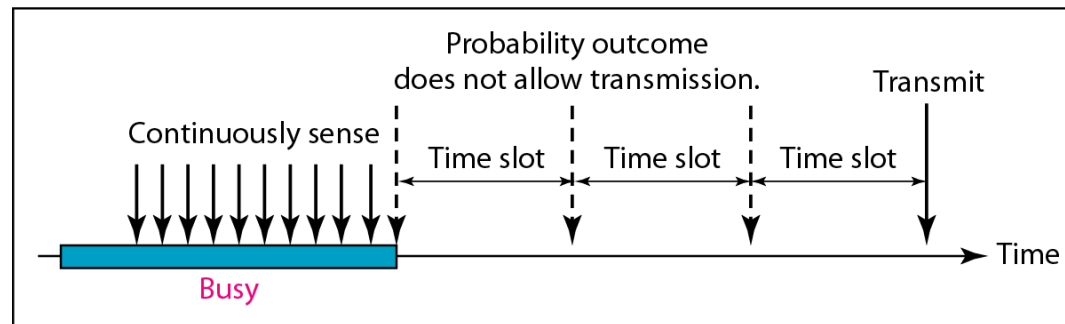 Probability outcome
does not allow transmission.
Transmit
Continuously sense
Time slot
Time slot
Time slot
Time
Busy